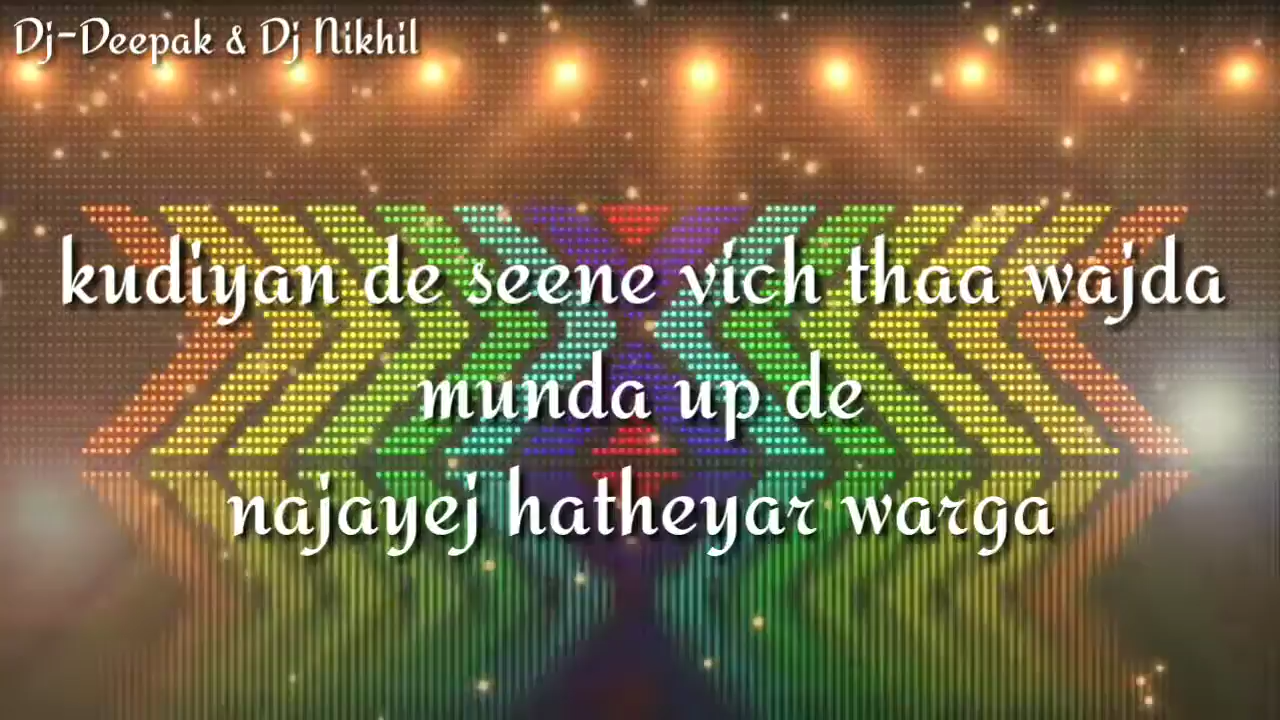 Dj-Deepak & Dj Nikhil
kudiyan de seene vich thaa wajda
munda up de
najayej hatheyar warga